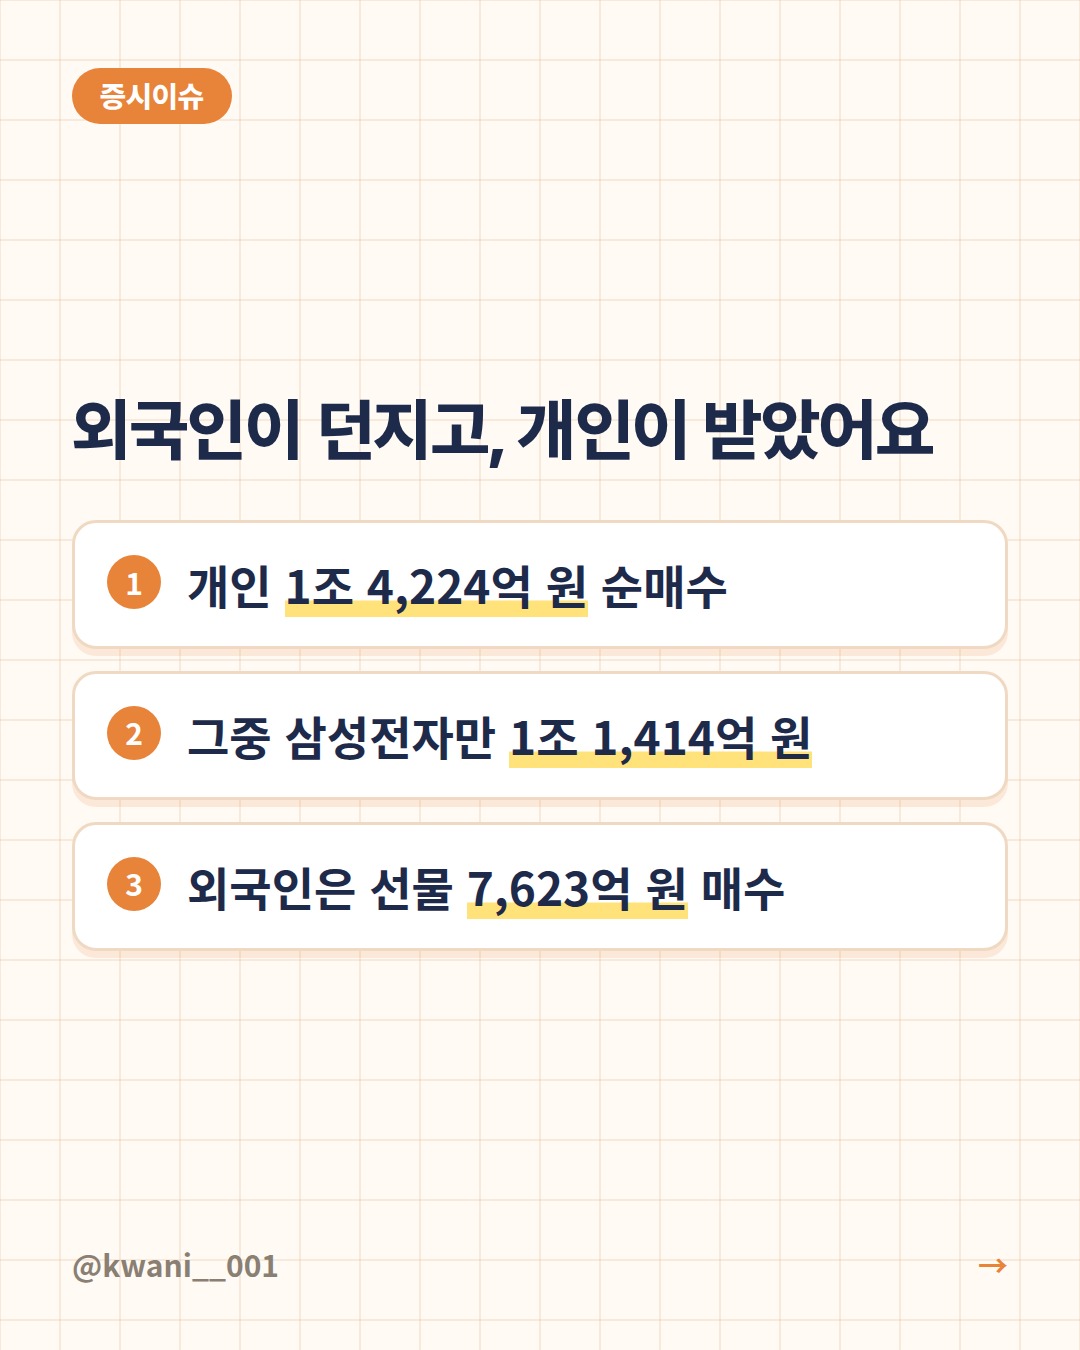 증시이슈
외국인이 던지고, 개인이 받았어요
1 개인 1조 4,224억 원 순매수
2 그중 삼성전자만 1조 1,414억 원
3 외국인은 선물 7,623억 원 매수
@kwani__001 →